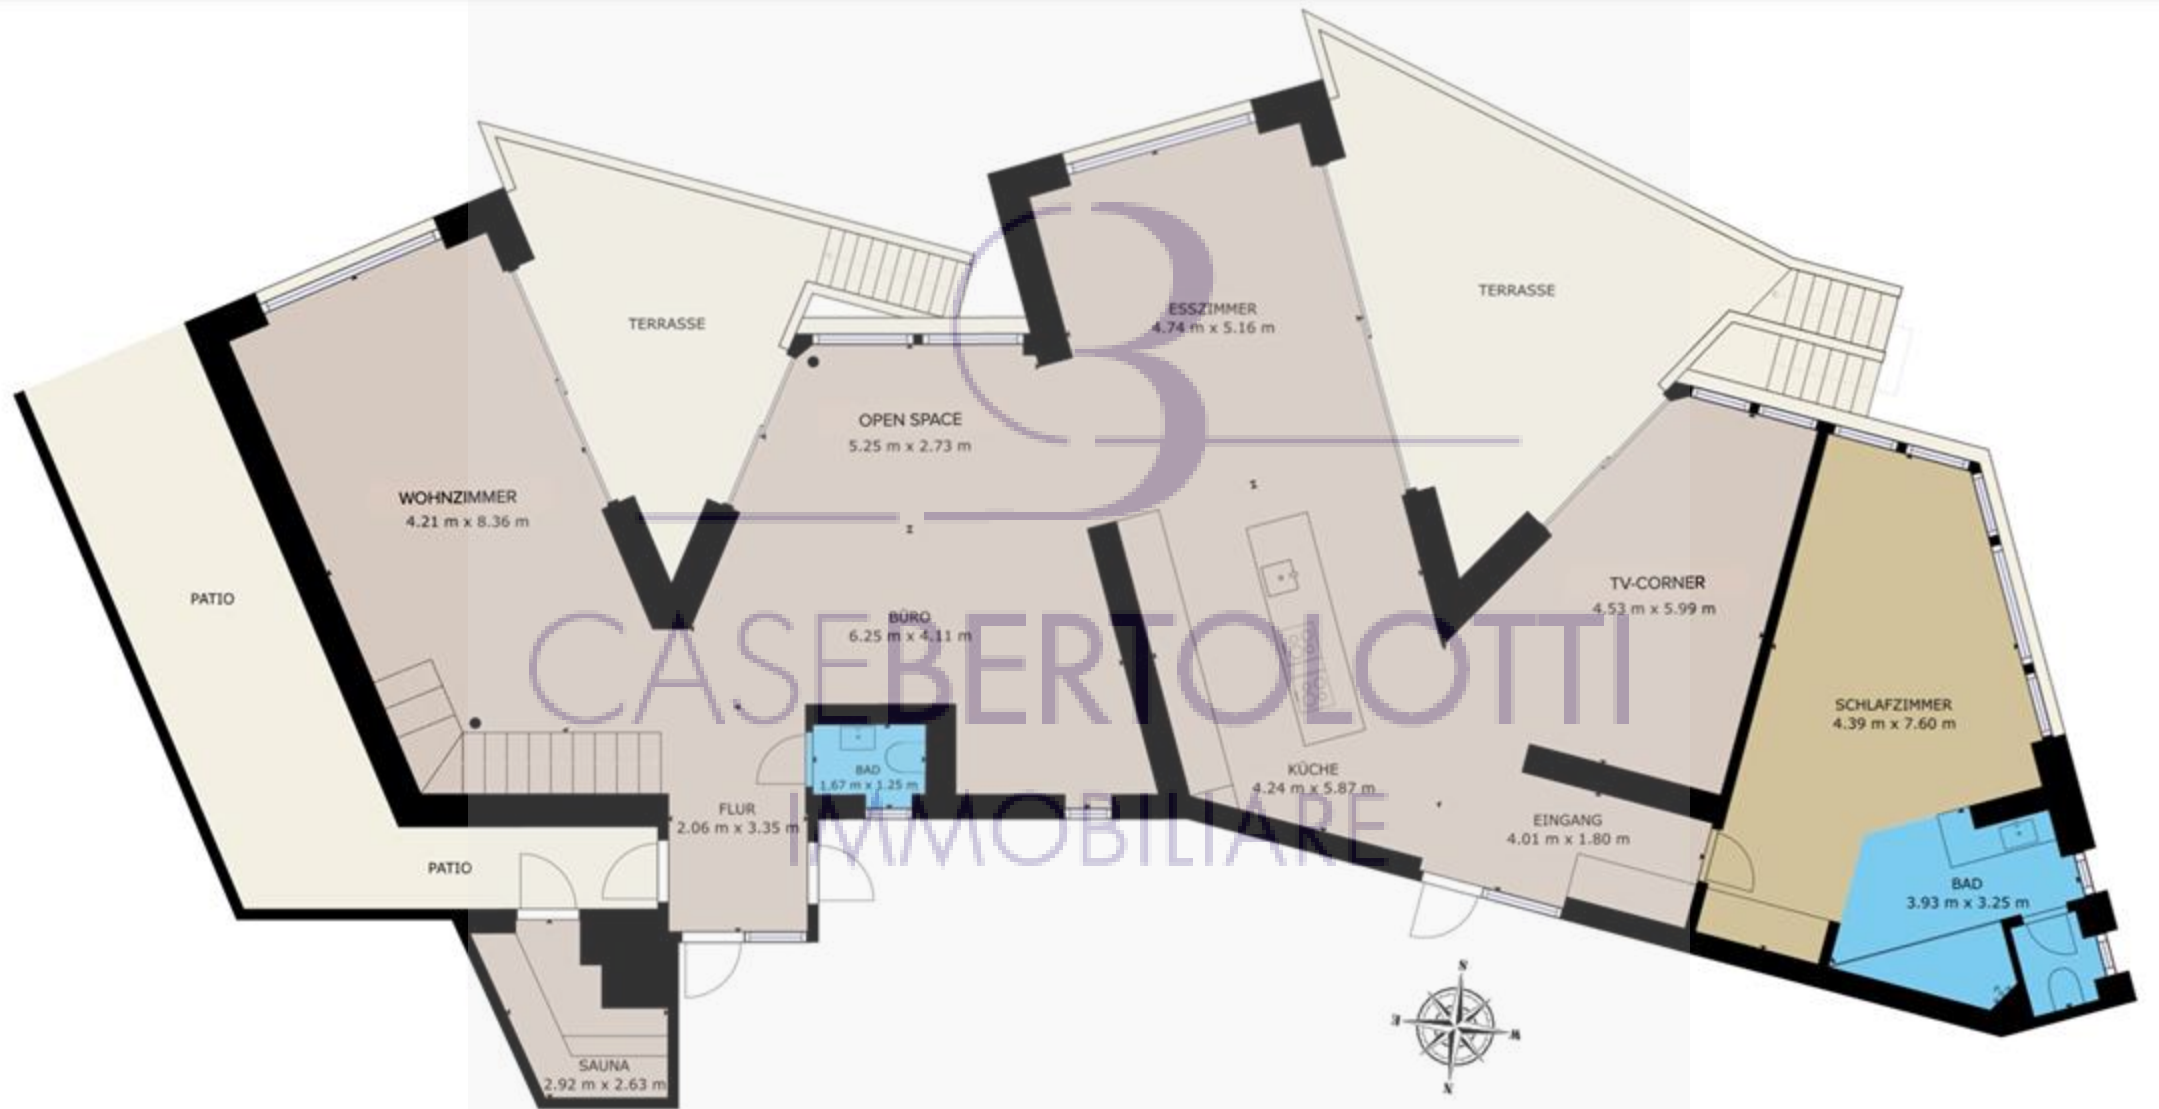 TERRASSE
TERRASSE
ESSZIMMER
4.74 m x 5.16 m
OPEN SPACE
5.25 m x 2.73 m
WOHNZIMMER
4.21 m x 8.36 m
PATIO
TV-CORNER
4.53 m x 5.99 m
BÜRO
6.25 m x 4.11 m
CASEBERTOLOTTI
IMMOBILIARE
SCHLAFZIMMER
4.39 m x 7.60 m
BAD
1.67 m x 1.25 m
KÜCHE
4.24 m x 5.87 m
FLUR
2.06 m x 3.35 m
EINGANG
4.01 m x 1.80 m
PATIO
BAD
3.93 m x 3.25 m
S
E
W
N
SAUNA
2.92 m x 2.63 m